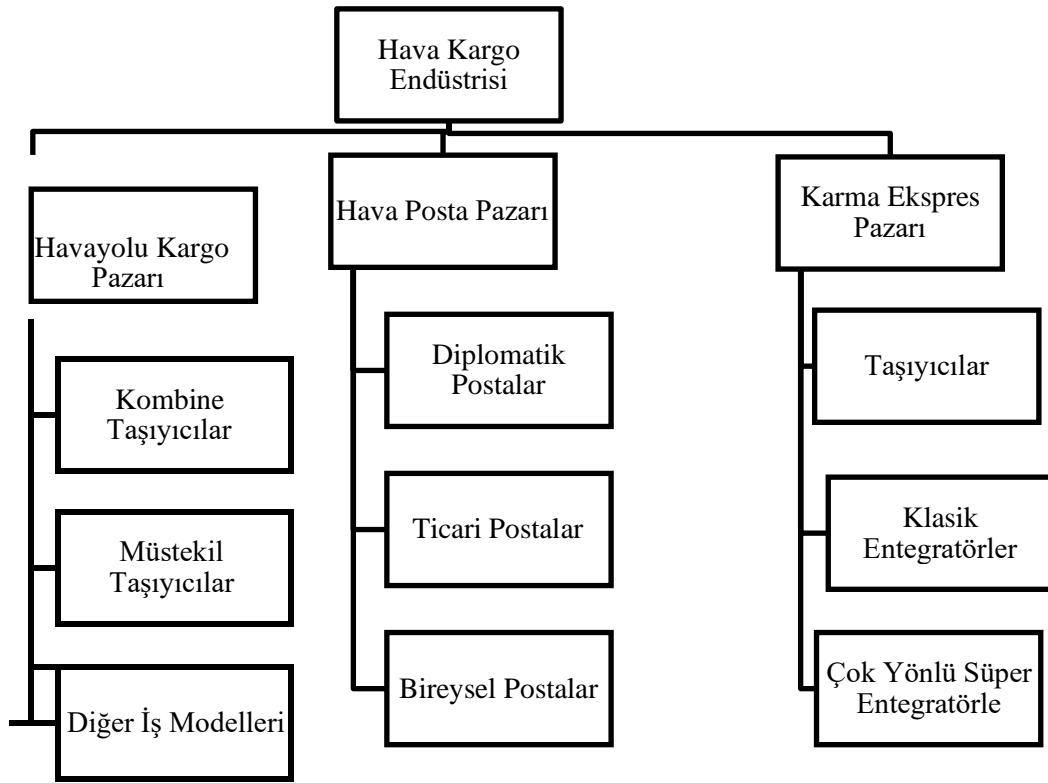 Hava Kargo
Endüstrisi
Havayolu Kargo
Pazarı
Kombine
Taşıyıcılar
Müstekil
Taşıyıcılar
Diğer İş Modelleri
Hava Posta Pazarı
Diplomatik
Postalar
Ticari Postalar
Bireysel Postalar
Karma Ekspres
Pazarı
Taşıyıcılar
Klasik
Entegratörler
Çok Yönlü Süper
Entegratörle